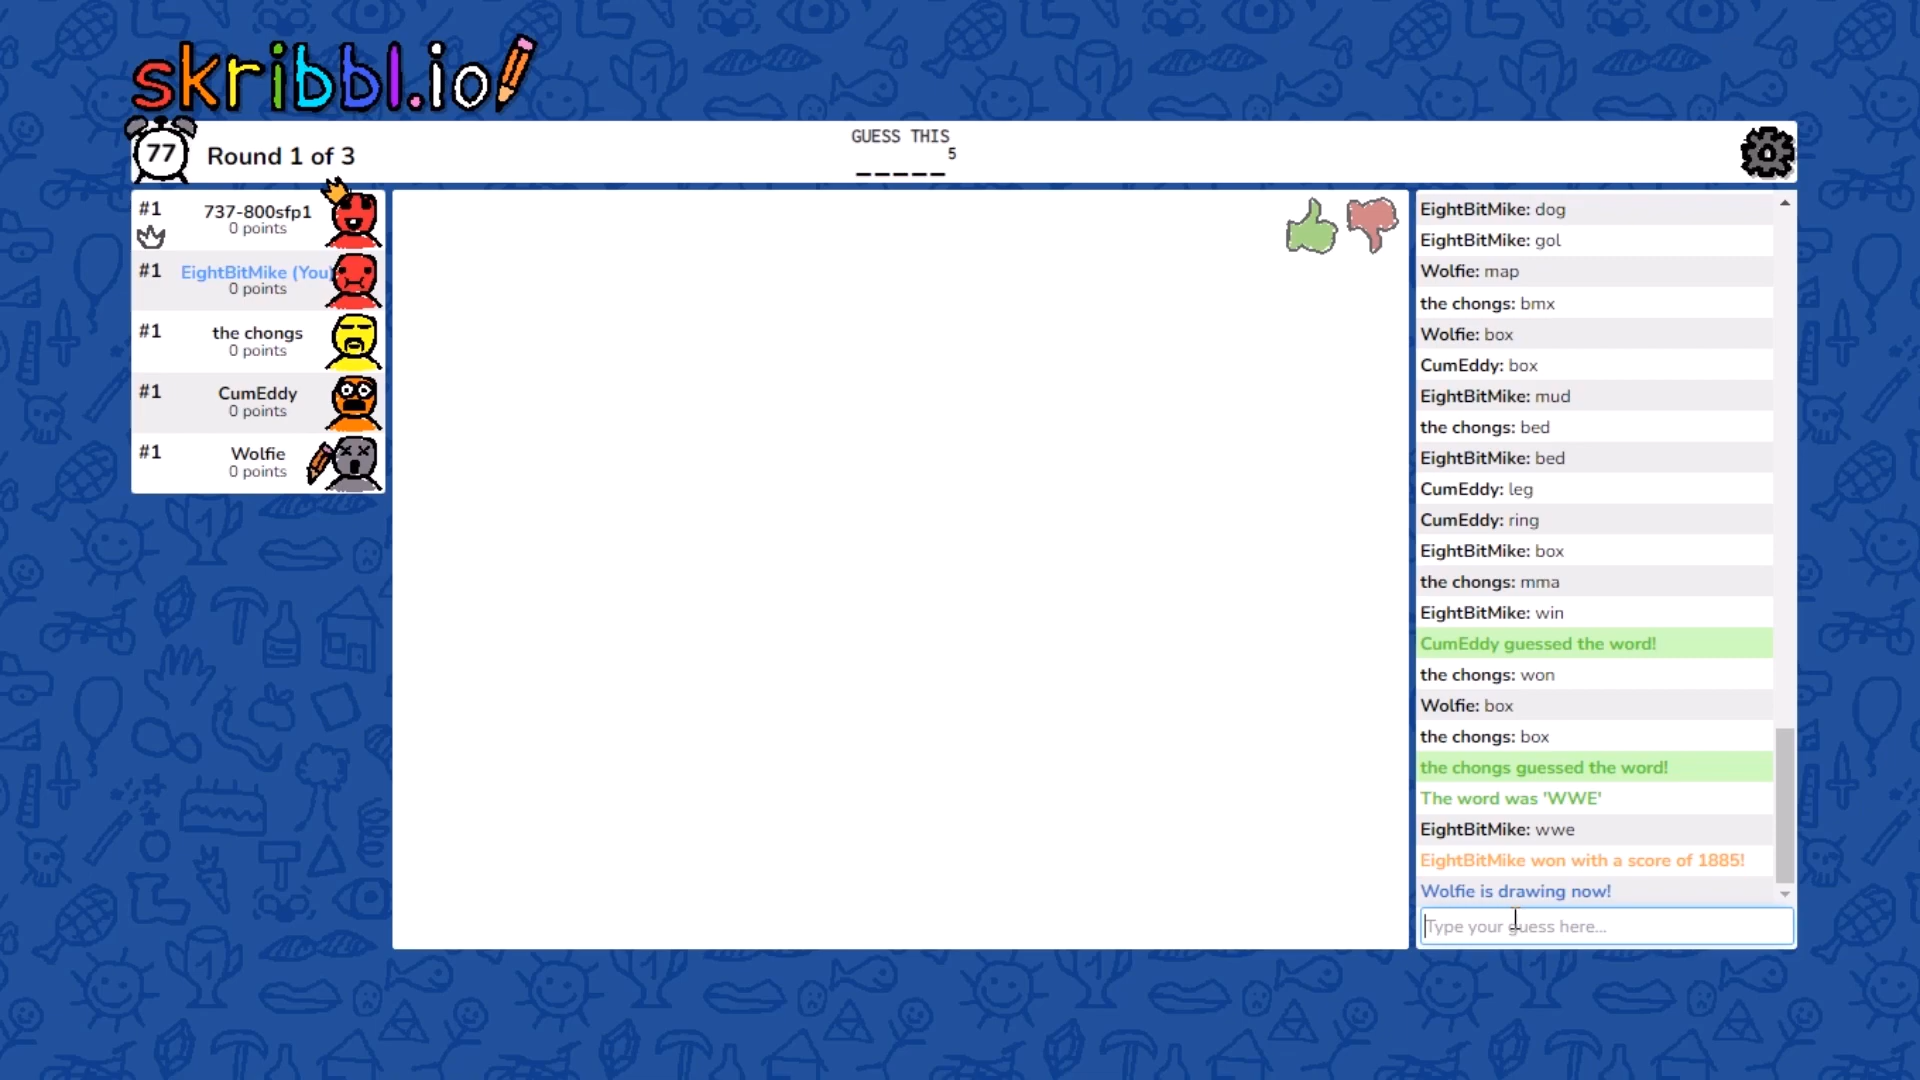 skribbl.io
77
Round 1 of 3
GUESS THIS
5
_____
#1 737-800sfp1
0 points
#1 EightBitMike (You)
0 points
#1 the chongs
0 points
#1 CumEddy
0 points
#1 Wolfie
0 points
EightBitMike: dog
EightBitMike: gol
Wolfie: map
the chongs: bmx
Wolfie: box
CumEddy: box
EightBitMike: mud
the chongs: bed
EightBitMike: bed
CumEddy: leg
CumEddy: ring
EightBitMike: box
the chongs: mma
EightBitMike: win
CumEddy guessed the word!
the chongs: won
Wolfie: box
the chongs: box
the chongs guessed the word!
The word was 'WWE'
EightBitMike: wwe
EightBitMike won with a score of 1885!
Wolfie is drawing now!
Type your guess here...